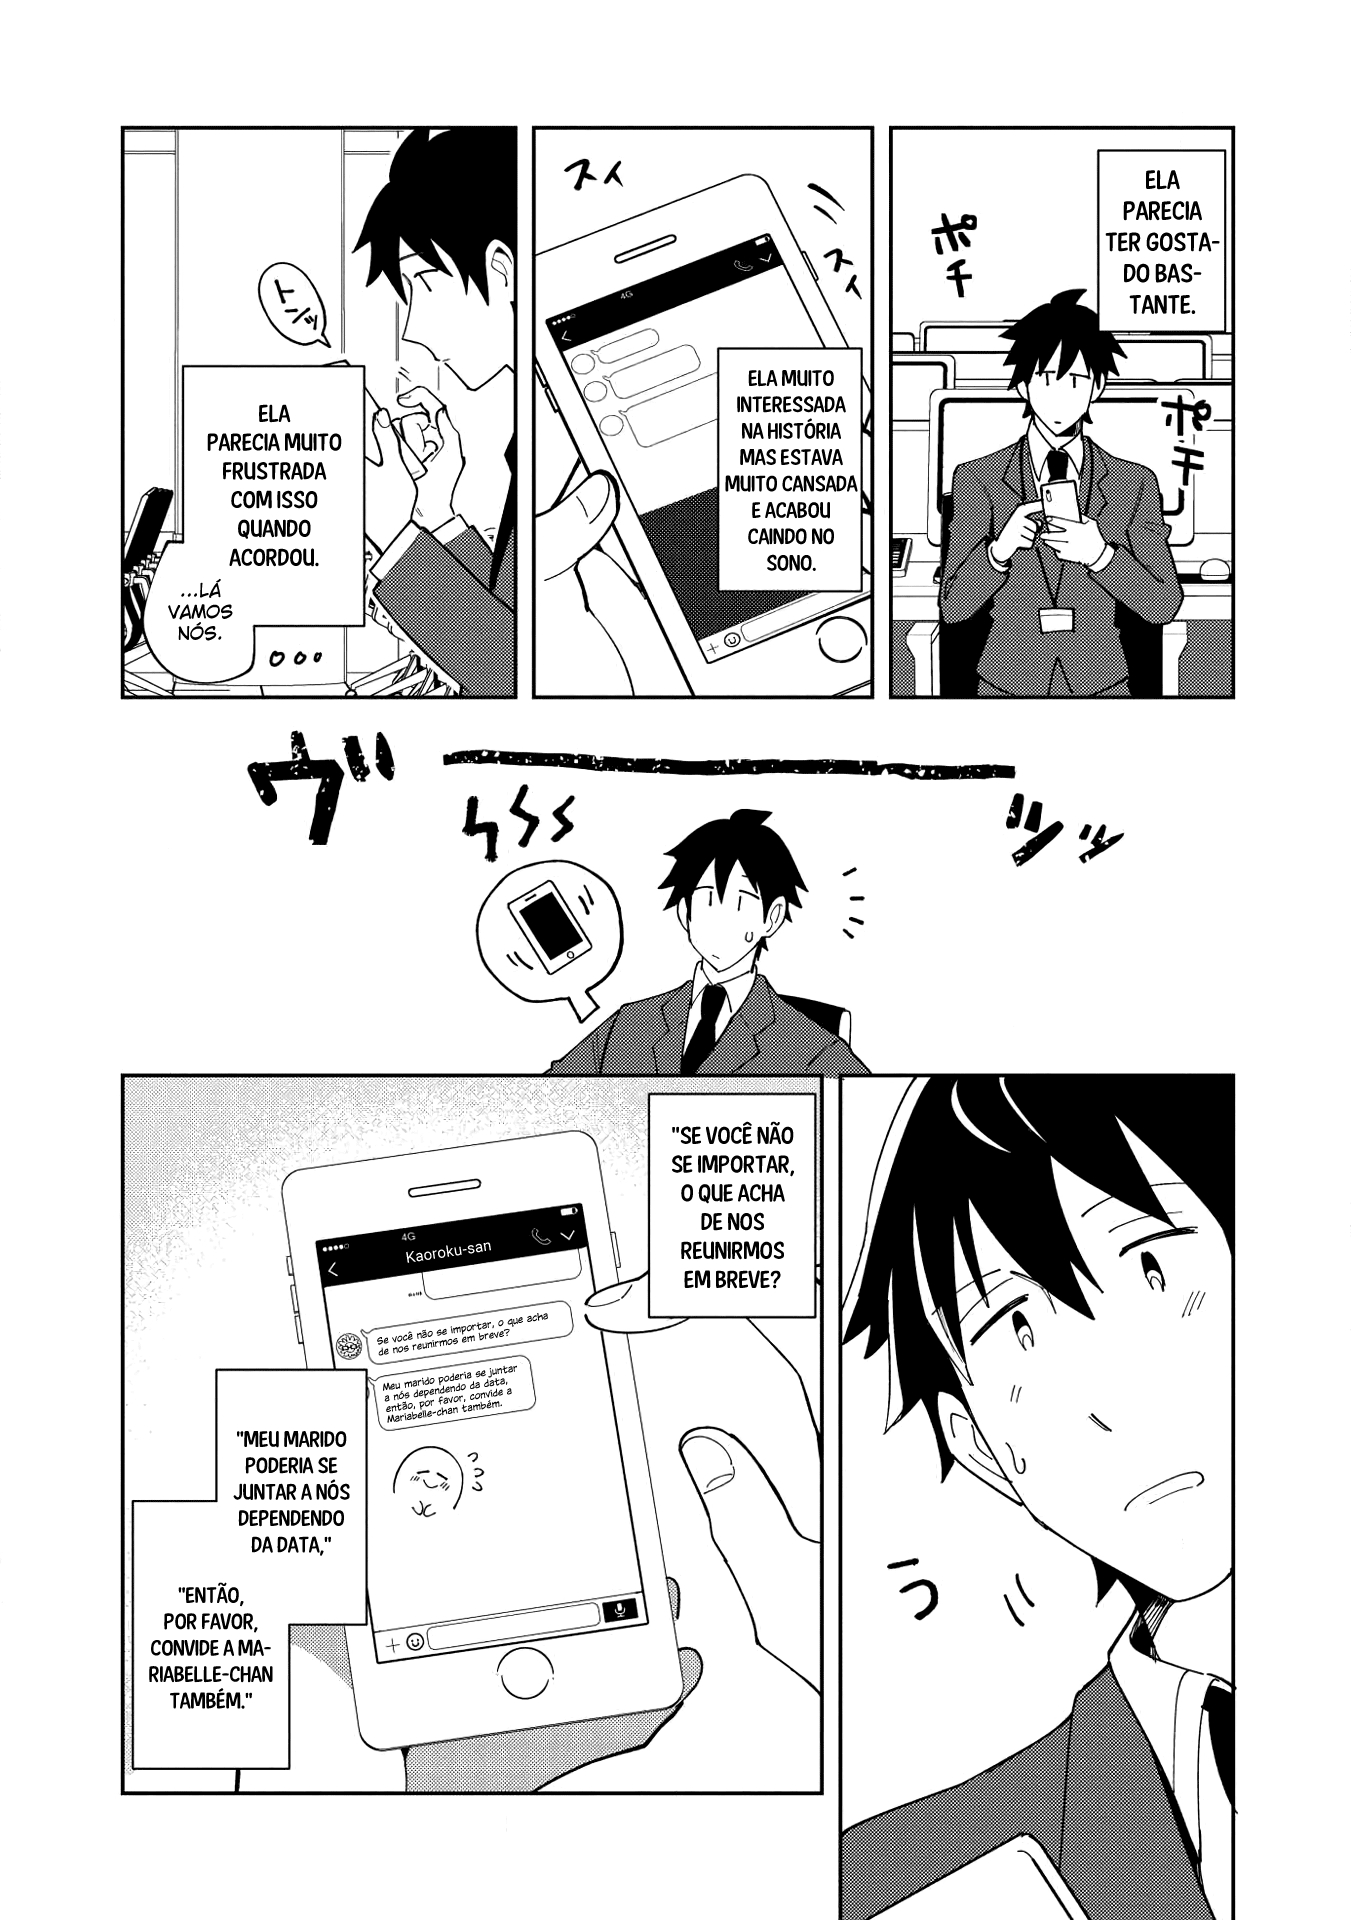 ELA
PARECIA
TER GOSTA-
DO BAS-
TANTE.
ポチ
ポチ
スイ
スイ
4G
ELA MUITO
INTERESSADA
NA HISTÓRIA
MAS ESTAVA
MUITO CANSADA
E ACABOU
CAINDO NO
SONO.
トンッ
ELA
PARECIA MUITO
FRUSTRADA
COM ISSO
QUANDO
ACORDOU.
...LÁ
VAMOS
NÓS.
ヴーッ
"SE VOCÊ NÃO
SE IMPORTAR,
O QUE ACHA
DE NOS
REUNIRMOS
EM BREVE?
4G
Kaoroku-san
Se você não se importar, o que acha
de nos reunirmos em breve?
Meu marido poderia se juntar
a nós dependendo da data,
então, por favor, convide a
Mariabelle-chan também.
"MEU MARIDO
PODERIA SE
JUNTAR A NÓS
DEPENDENDO
DA DATA,"
"ENTÃO,
POR FAVOR,
CONVIDE A MA-
RIABELLE-CHAN
TAMBÉM."
う